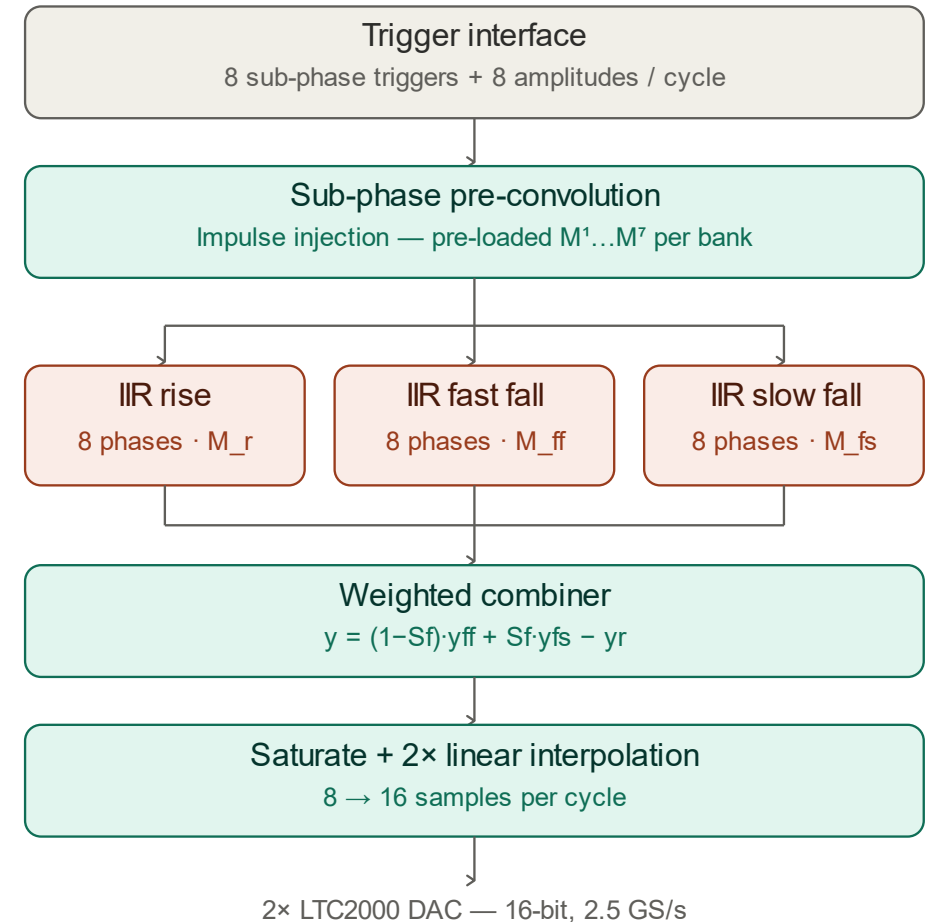 Trigger interface
8 sub-phase triggers + 8 amplitudes / cycle
Sub-phase pre-convolution
Impulse injection — pre-loaded M¹…M⁷ per bank
IIR rise
8 phases · M_r
IIR fast fall
8 phases · M_ff
IIR slow fall
8 phases · M_fs
Weighted combiner
y = (1−Sf)·yff + Sf·yfs − yr
Saturate + 2× linear interpolation
8 → 16 samples per cycle
2× LTC2000 DAC — 16-bit, 2.5 GS/s